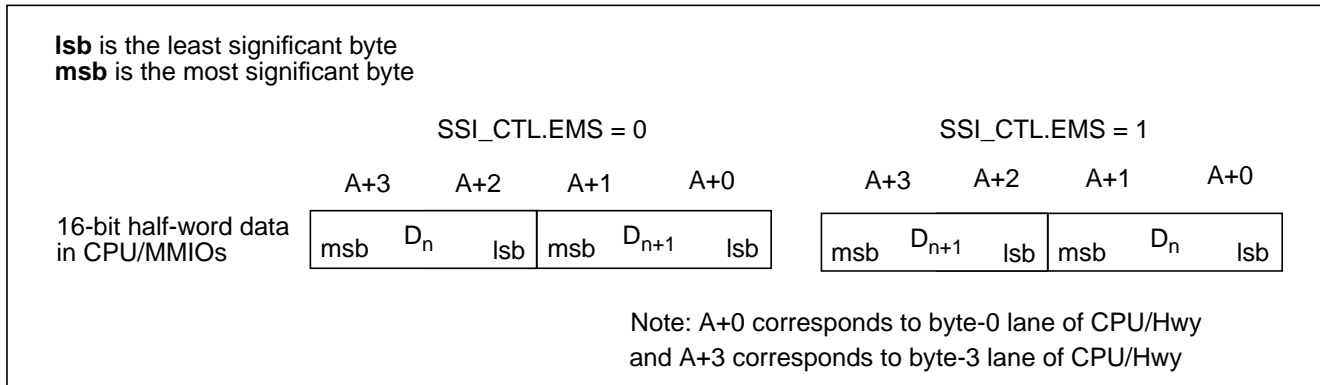 lsb is the least significant byte
msb is the most significant byte
SSI_CTL.EMS = 0 SSI_CTL.EMS = 1
A+3 A+2 A+1 A+0 A+3 A+2 A+1 A+0
16-bit half-word data
in CPU/MMIOs
msb Dn lsb msb Dn+1 lsb msb Dn+1 lsb msb Dn lsb
Note: A+0 corresponds to byte-0 lane of CPU/Hwy
and A+3 corresponds to byte-3 lane of CPU/Hwy